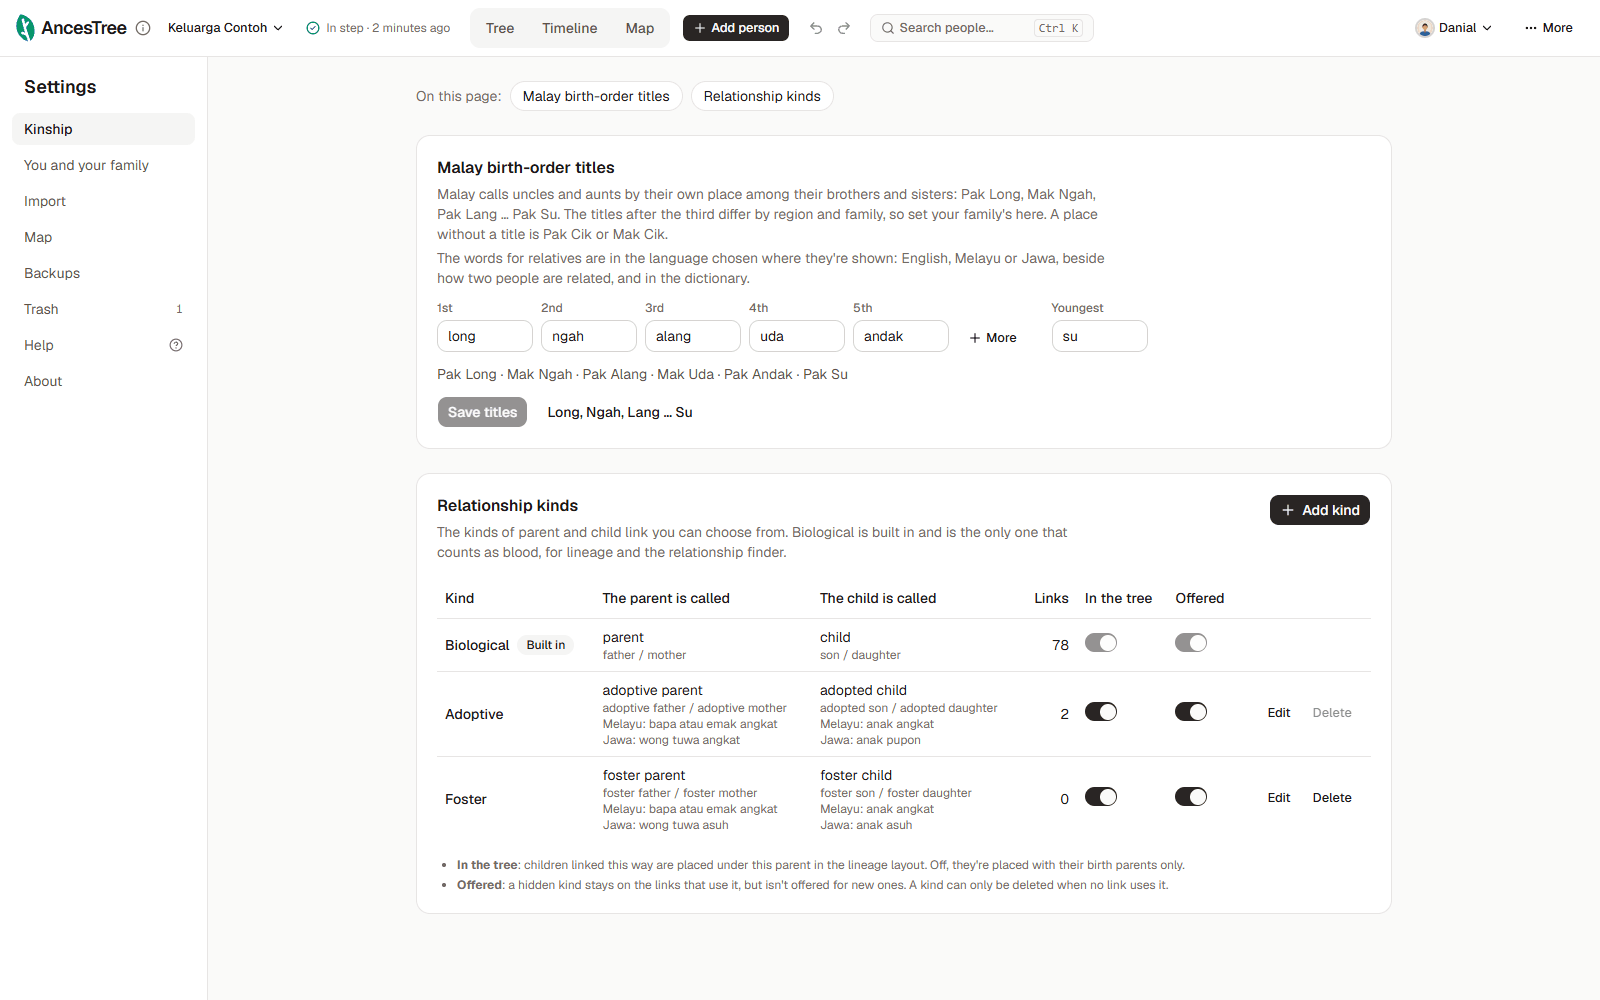 AncesTree
Keluarga Contoh
In step · 2 minutes ago
Tree
Timeline
Map
Add person
Search people...
Ctrl K
Danial
More
Settings
Kinship
You and your family
Import
Map
Backups
Trash
1
Help
About
On this page:
Malay birth-order titles
Relationship kinds
Malay birth-order titles
Malay calls uncles and aunts by their own place among their brothers and sisters: Pak Long, Mak Ngah,
Pak Lang ... Pak Su. The titles after the third differ by region and family, so set your family's here. A place
without a title is Pak Cik or Mak Cik.
The words for relatives are in the language chosen where they're shown: English, Melayu or Jawa, beside
how two people are related, and in the dictionary.
1st
2nd
3rd
4th
5th
Youngest
long
ngah
alang
uda
andak
More
su
Pak Long · Mak Ngah · Pak Alang · Mak Uda · Pak Andak · Pak Su
Save titles
Long, Ngah, Lang ... Su
Relationship kinds
Add kind
The kinds of parent and child link you can choose from. Biological is built in and is the only one that
counts as blood, for lineage and the relationship finder.
Kind
The parent is called
The child is called
Links
In the tree
Offered
Biological
Built in
parent
father / mother
child
son / daughter
78
Adoptive
adoptive parent
adoptive father / adoptive mother
Melayu: bapa atau emak angkat
Jawa: wong tuwa angkat
adopted child
adopted son / adopted daughter
Melayu: anak angkat
Jawa: anak pupon
2
Edit
Delete
Foster
foster parent
foster father / foster mother
Melayu: bapa atau emak angkat
Jawa: wong tuwa asuh
foster child
foster son / foster daughter
Melayu: anak angkat
Jawa: anak asuh
0
Edit
Delete
• In the tree: children linked this way are placed under this parent in the lineage layout. Off, they're placed with their birth parents only.
• Offered: a hidden kind stays on the links that use it, but isn't offered for new ones. A kind can only be deleted when no link uses it.